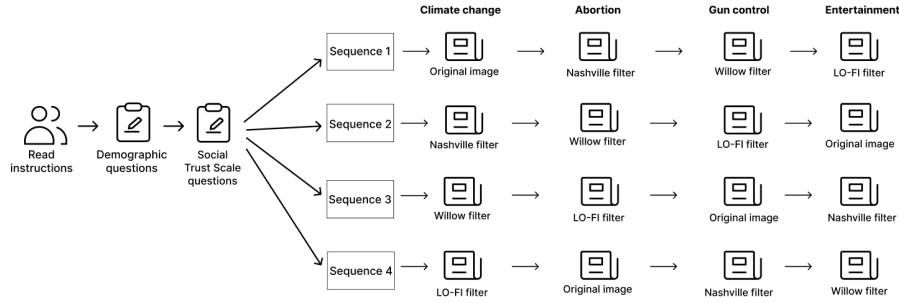 Climate change Abortion Gun control Entertainment
Sequence 1
Original image Nashville filter Willow filter LO-FI filter
Read
instructions
Demographic
questions
Social
Trust Scale
questions
Sequence 2
Nashville filter Willow filter LO-FI filter Original image
Sequence 3
Willow filter LO-FI filter Original image Nashville filter
Sequence 4
LO-FI filter Original image Nashville filter Willow filter